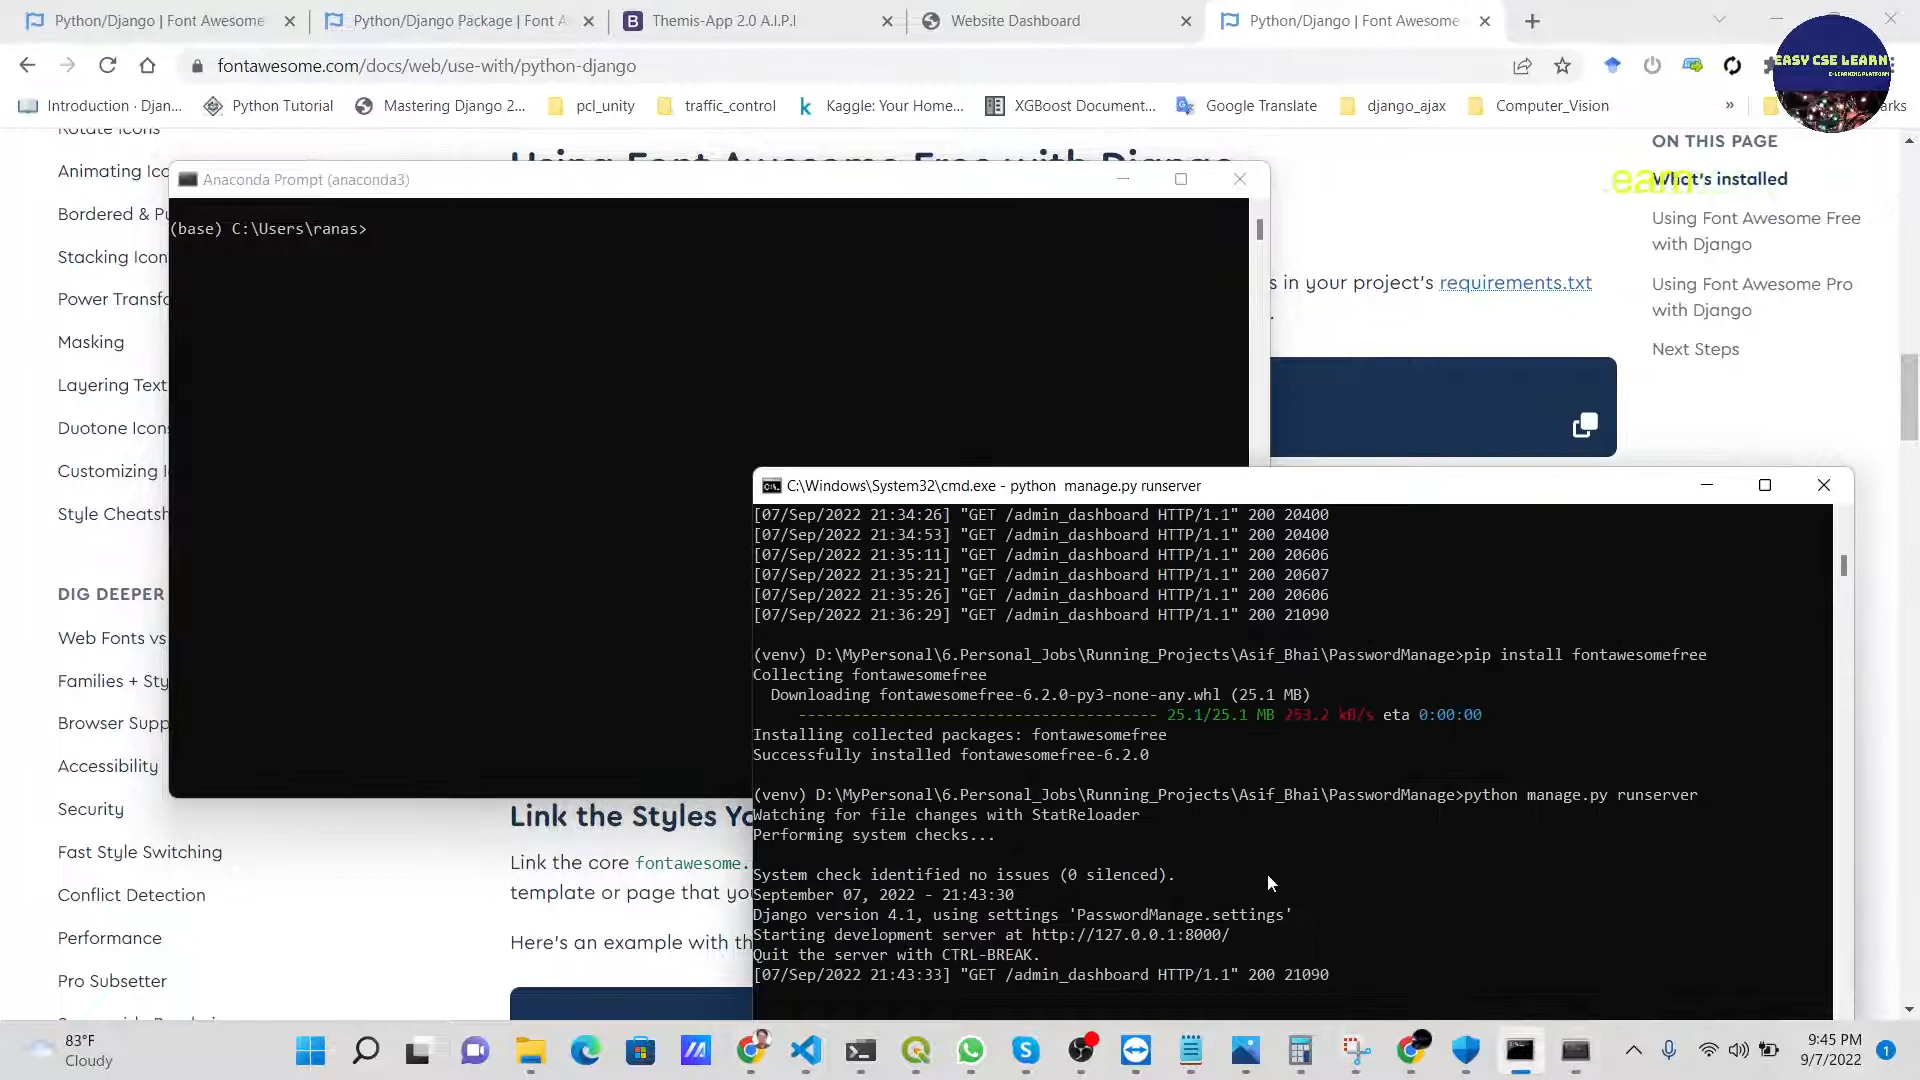 Python/Django | Font Awesome
Python/Django Package | Font A
Themis-App 2.0 A.I.P.I
Website Dashboard
Python/Django | Font Awesome
fontawesome.com/docs/web/use-with/python-django
EASY CSE LEARN
E-LEARNING PLATFORM
Introduction · Djan...
Python Tutorial
Mastering Django 2...
pcl_unity
traffic_control
Kaggle: Your Home...
XGBoost Document...
Google Translate
django_ajax
Computer_Vision
»
arks
Rotate Icons
Animating Ico
Bordered & Pu
Stacking Icon
Power Transfo
Masking
Layering Text
Duotone Icons
Customizing I
Style Cheatsh
DIG DEEPER
Web Fonts vs
Families + Sty
Browser Supp
Accessibility
Security
Fast Style Switching
Conflict Detection
Performance
Pro Subsetter
Using Font Awesome Free with Django
s in your project's requirements.txt
Anaconda Prompt (anaconda3)
(base) C:\Users\ranas>
Link the Styles Yo
Link the core fontawesome.
template or page that you
Here's an example with th
ON THIS PAGE
What's installed
earn
Using Font Awesome Free
with Django
Using Font Awesome Pro
with Django
Next Steps
C:\Windows\System32\cmd.exe - python  manage.py runserver
[07/Sep/2022 21:34:26] "GET /admin_dashboard HTTP/1.1" 200 20400
[07/Sep/2022 21:34:53] "GET /admin_dashboard HTTP/1.1" 200 20400
[07/Sep/2022 21:35:11] "GET /admin_dashboard HTTP/1.1" 200 20606
[07/Sep/2022 21:35:21] "GET /admin_dashboard HTTP/1.1" 200 20607
[07/Sep/2022 21:35:26] "GET /admin_dashboard HTTP/1.1" 200 20606
[07/Sep/2022 21:36:29] "GET /admin_dashboard HTTP/1.1" 200 21090
(venv) D:\MyPersonal\6.Personal_Jobs\Running_Projects\Asif_Bhai\PasswordManage>pip install fontawesomefree
Collecting fontawesomefree
Downloading fontawesomefree-6.2.0-py3-none-any.whl (25.1 MB)
---------------------------------------- 25.1/25.1 MB 253.2 kB/s eta 0:00:00
Installing collected packages: fontawesomefree
Successfully installed fontawesomefree-6.2.0
(venv) D:\MyPersonal\6.Personal_Jobs\Running_Projects\Asif_Bhai\PasswordManage>python manage.py runserver
Watching for file changes with StatReloader
Performing system checks...
System check identified no issues (0 silenced).
September 07, 2022 - 21:43:30
Django version 4.1, using settings 'PasswordManage.settings'
Starting development server at http://127.0.0.1:8000/
Quit the server with CTRL-BREAK.
[07/Sep/2022 21:43:33] "GET /admin_dashboard HTTP/1.1" 200 21090
83°F
Cloudy
9:45 PM
9/7/2022
1